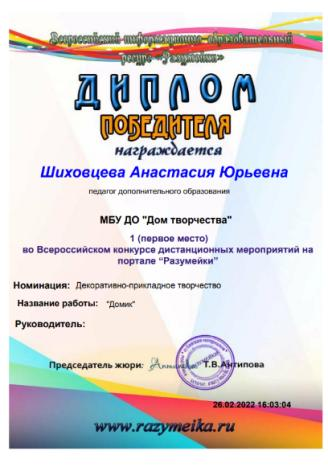 Всероссийский информационно-образовательный
ресурс «Разумейки»
ДИПЛОМ
ПОБЕДИТЕЛЯ
награждается
Шиховцева Анастасия Юрьевна
педагог дополнительного образования
МБУ ДО "Дом творчества"
1 (первое место)
во Всероссийском конкурсе дистанционных мероприятий на
портале “Разумейки”
Номинация: Декоративно-прикладное творчество
Название работы: "Домик"
Руководитель:
Председатель жюри: Т.В.Антипова
26.02.2022 16:03:04
www.razymeika.ru